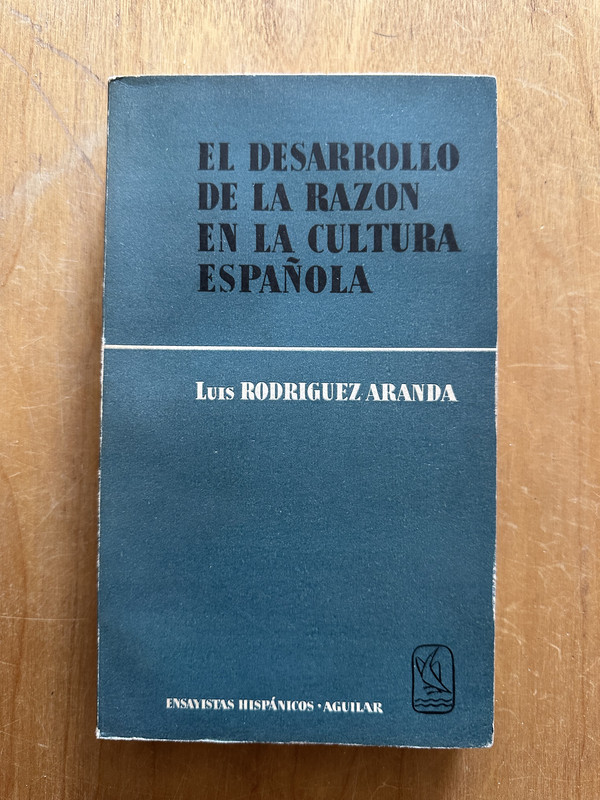 EL DESARROLLO
DE LA RAZON
EN LA CULTURA
ESPAÑOLA
LUIS RODRIGUEZ ARANDA
ENSAYISTAS HISPÁNICOS · AGUILAR